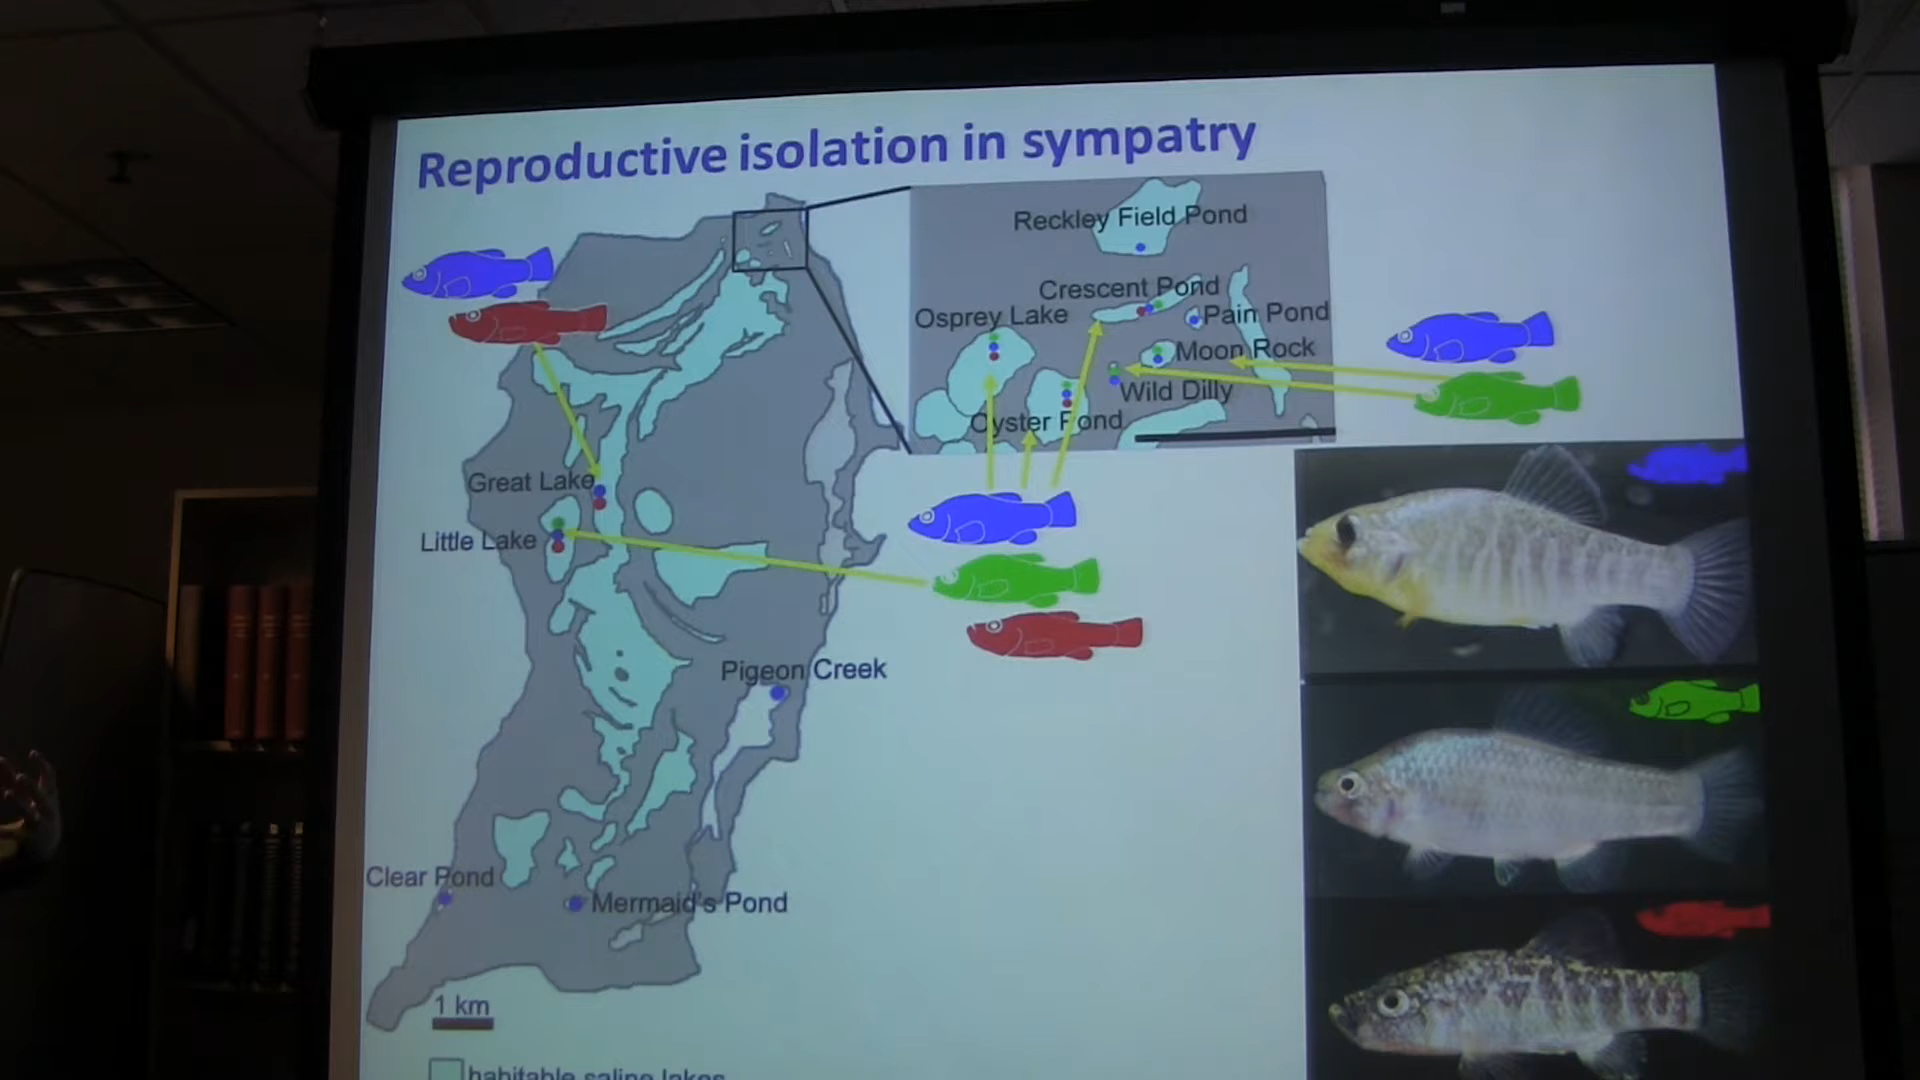 Reproductive isolation in sympatry
Reckley Field Pond
Crescent Pond
Osprey Lake
Pain Pond
Moon Rock
Wild Dilly
Oyster Pond
Great Lake
Little Lake
Pigeon Creek
Clear Pond
Mermaid's Pond
1 km
habitable saline lakes